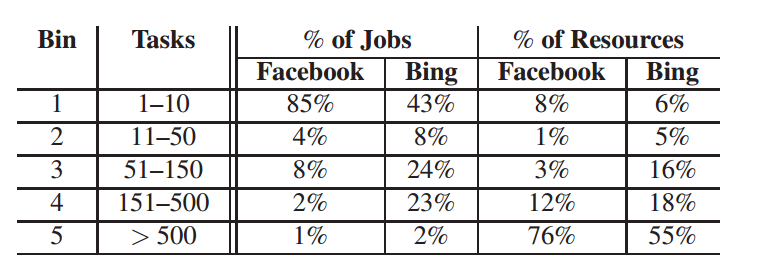 Bin Tasks % of Jobs % of Resources
Facebook Bing Facebook Bing
1 1–10 85% 43% 8% 6%
2 11–50 4% 8% 1% 5%
3 51–150 8% 24% 3% 16%
4 151–500 2% 23% 12% 18%
5 > 500 1% 2% 76% 55%